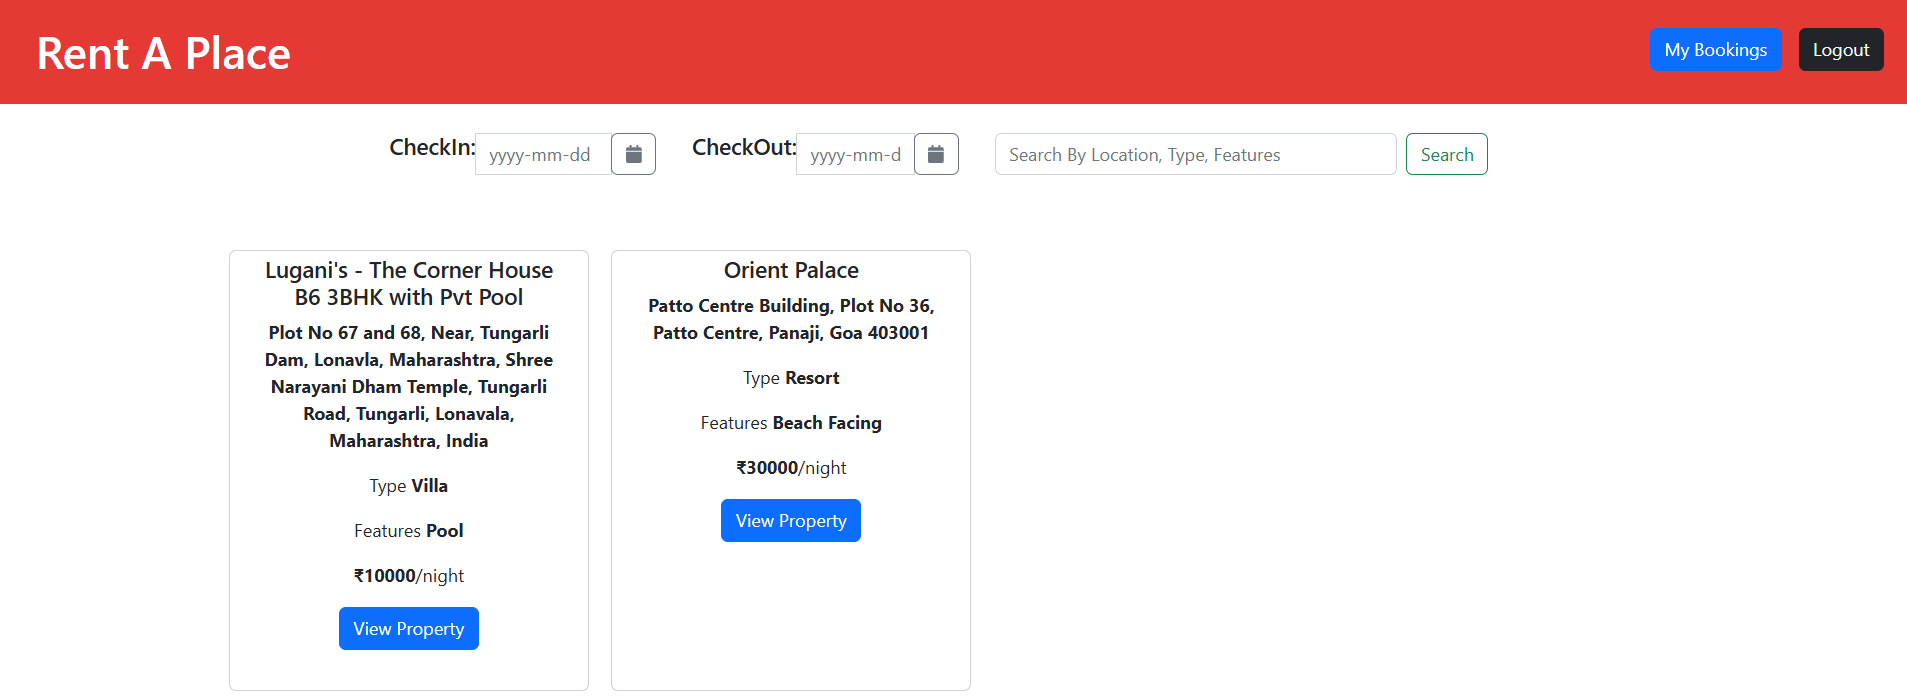 Rent A Place
My Bookings
Logout
CheckIn:
yyyy-mm-dd
CheckOut:
yyyy-mm-d
Search By Location, Type, Features
Search
Lugani's - The Corner House
B6 3BHK with Pvt Pool
Plot No 67 and 68, Near, Tungarli
Dam, Lonavla, Maharashtra, Shree
Narayani Dham Temple, Tungarli
Road, Tungarli, Lonavala,
Maharashtra, India
Type Villa
Features Pool
₹10000/night
View Property
Orient Palace
Patto Centre Building, Plot No 36,
Patto Centre, Panaji, Goa 403001
Type Resort
Features Beach Facing
₹30000/night
View Property